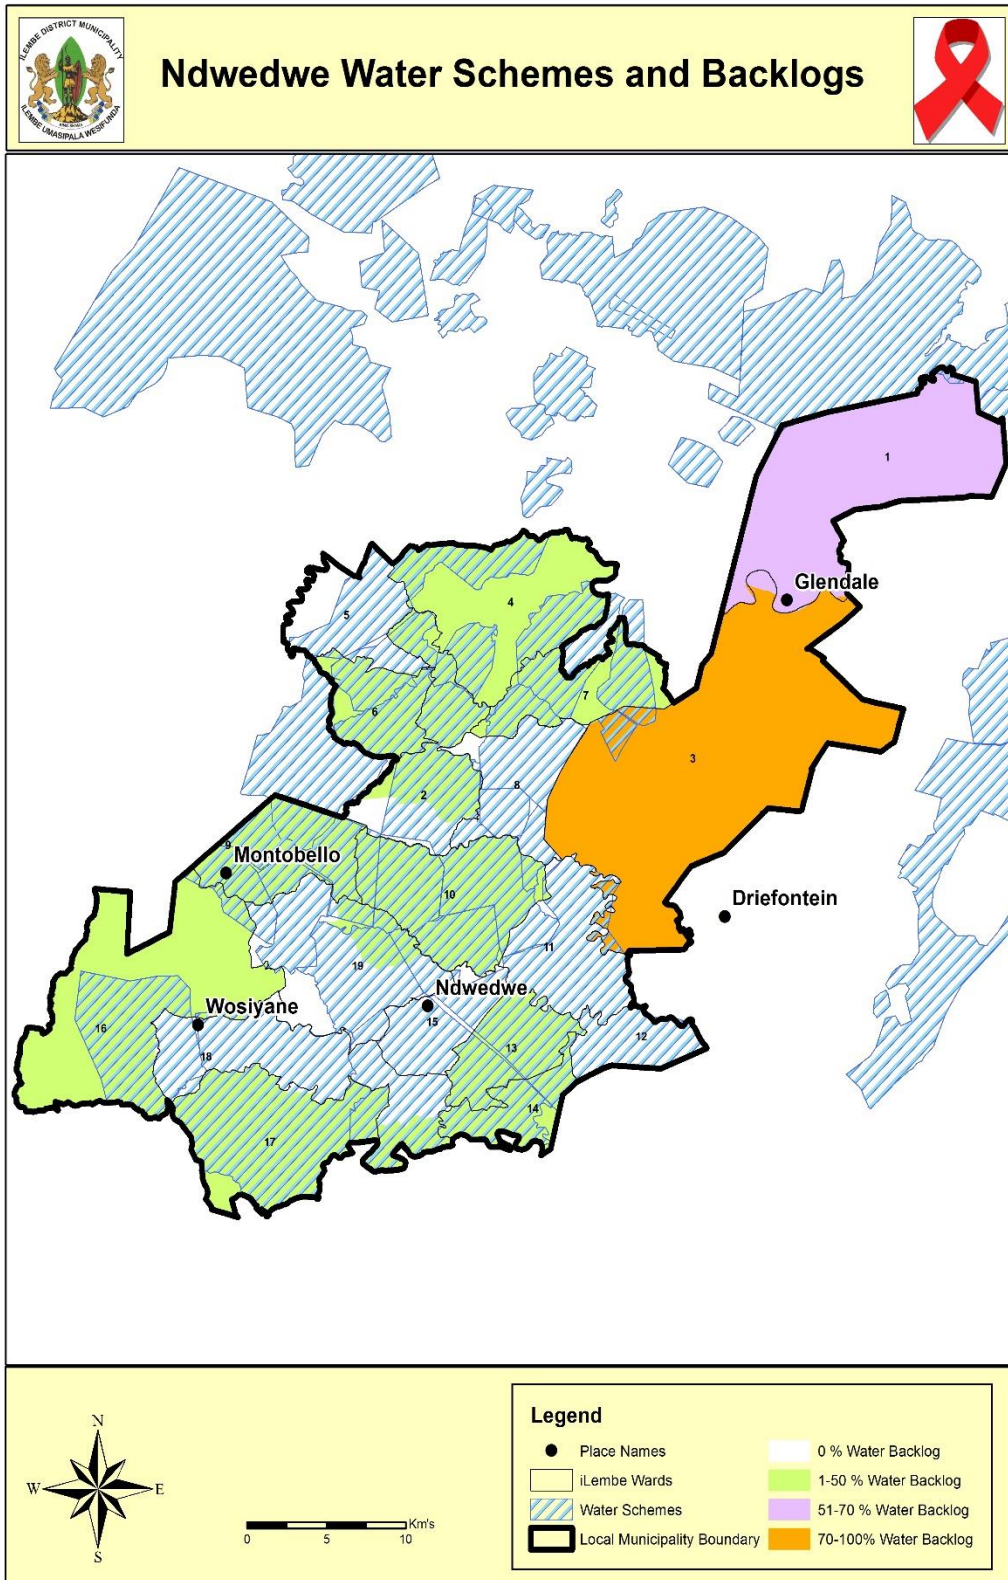 ILEMBE DISTRICT MUNICIPALITY
ILEMBE UMASIPALA WESIFUNDA
Ndwedwe Water Schemes and Backlogs
1
Glendale
4
5
7
6
3
8
2
9
Montobello
10
Driefontein
11
19
Ndwedwe
Wosiyane
15
16
12
13
18
14
17
N
W
E
S
Km's
0
5
10
Legend
Place Names
iLembe Wards
Water Schemes
Local Municipality Boundary
0 % Water Backlog
1-50 % Water Backlog
51-70 % Water Backlog
70-100% Water Backlog